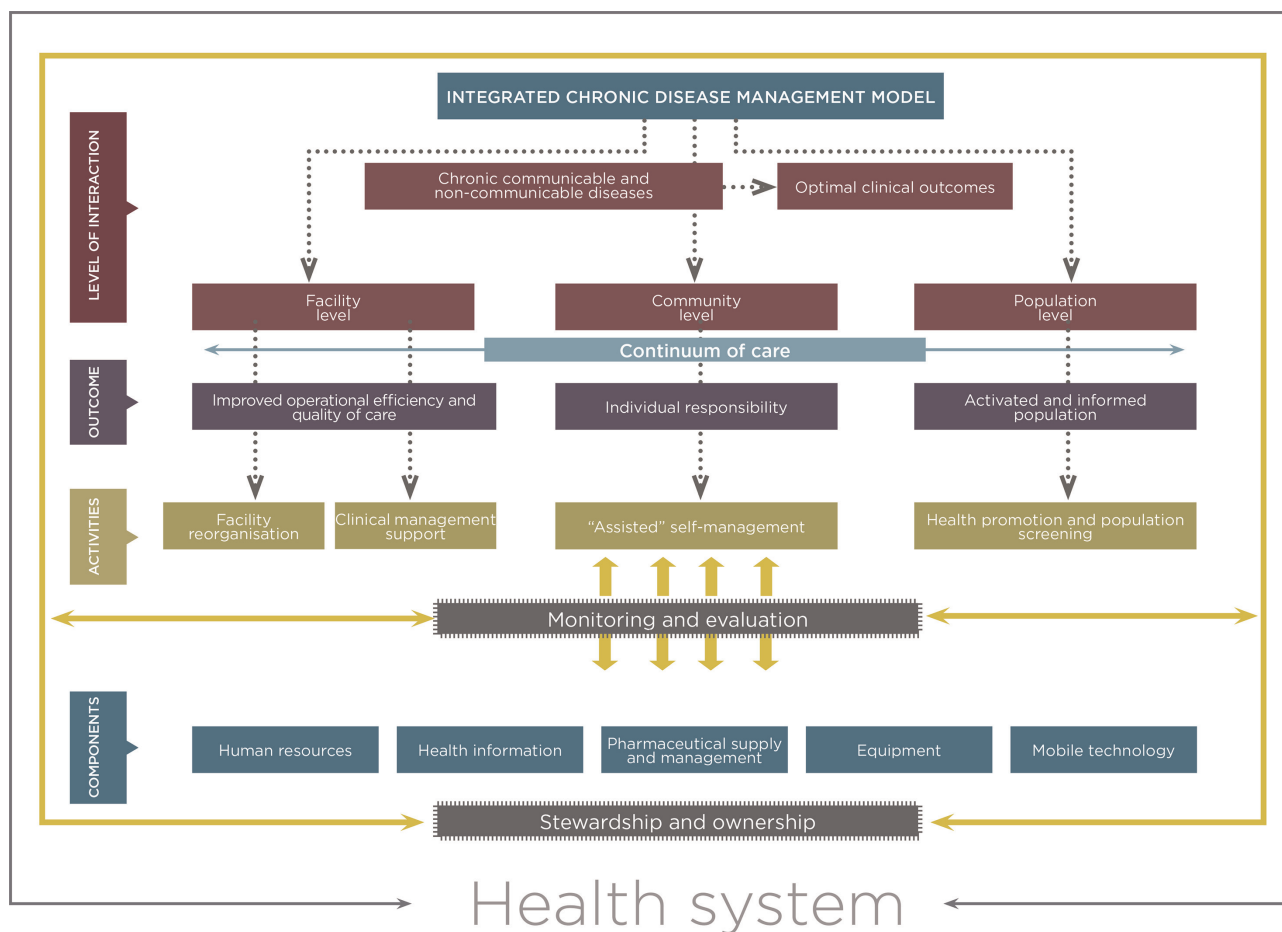 INTEGRATED CHRONIC DISEASE MANAGEMENT MODEL
LEVEL OF INTERACTION
Chronic communicable and
non-communicable diseases
Optimal clinical outcomes
Facility
level
Community
level
Population
level
Continuum of care
OUTCOME
Improved operational efficiency and
quality of care
Individual responsibility
Activated and informed
population
ACTIVITIES
Facility
reorganisation
Clinical management
support
“Assisted” self-management
Health promotion and population
screening
Monitoring and evaluation
COMPONENTS
Human resources
Health information
Pharmaceutical supply
and management
Equipment
Mobile technology
Stewardship and ownership
Health system